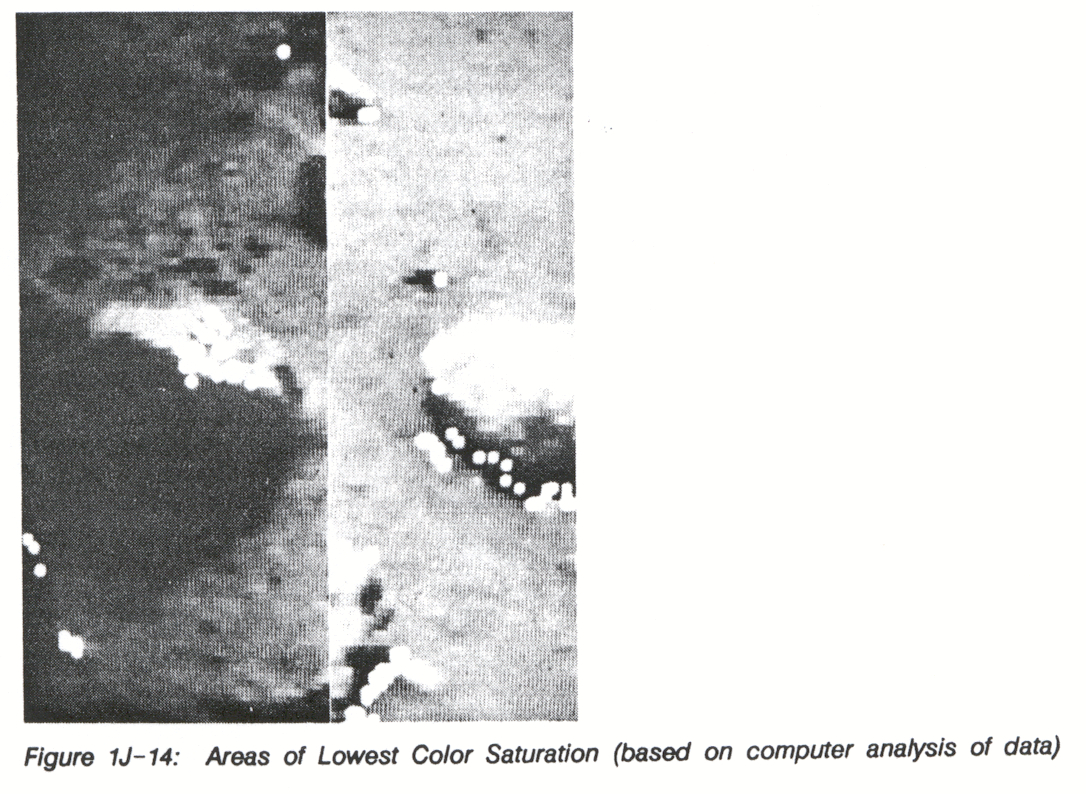 Figure 1J-14: Areas of Lowest Color Saturation (based on computer analysis of data)